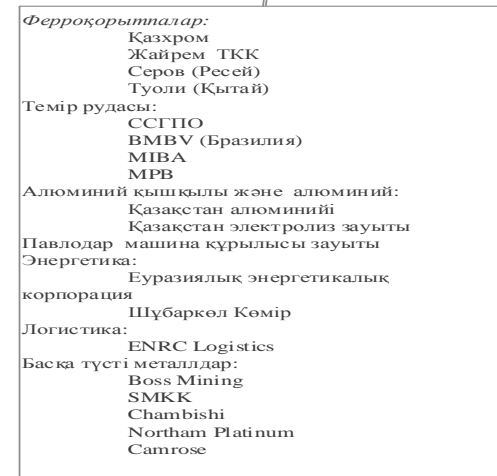 Ферроқорытпалар:
Қазхром
Жайрем ТКК
Серов (Ресей)
Туоли (Қытай)
Темір рудасы:
ССГПО
BMBV (Бразилия)
MIBA
MPB
Алюминий қышқылы және алюминий:
Қазақстан алюминийі
Қазақстан электролиз зауыты
Павлодар машина құрылысы зауыты
Энергетика:
Еуразиялық энергетикалық
корпорация
Шұбаркөл Көмір
Логистика:
ENRC Logistics
Басқа түсті металлдар:
Boss Mining
SMKK
Chambishi
Northam Platinum
Camrose